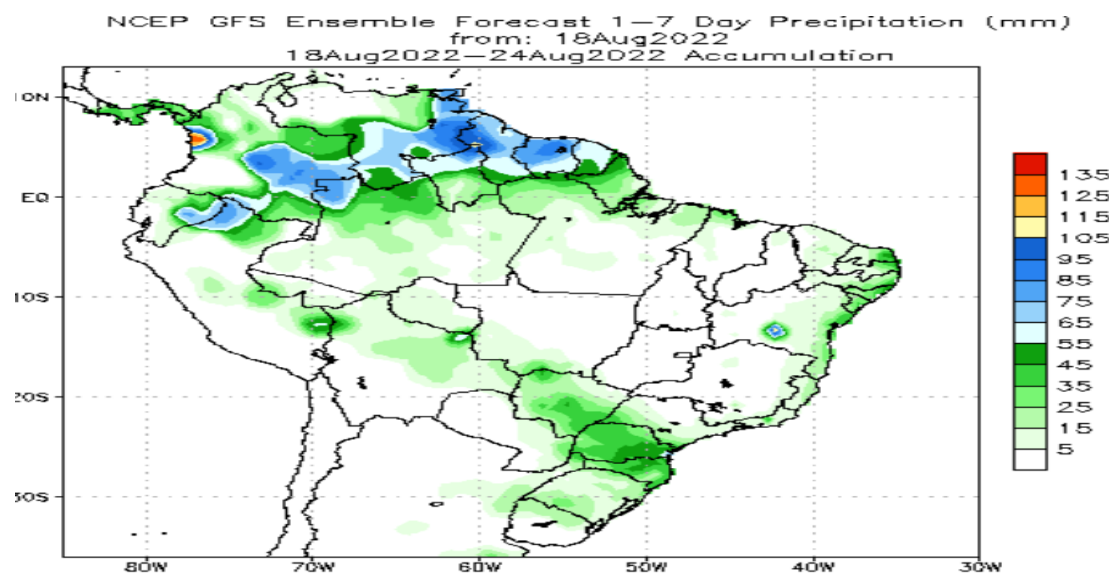 NCEP GFS Ensemble Forecast 1–7 Day Precipitation (mm)
from: 18Aug2022
18Aug2022–24Aug2022 Accumulation
10N
EQ
10S
20S
30S
80W
70W
60W
50W
40W
30W
135
125
115
105
95
85
75
65
55
45
35
25
15
5